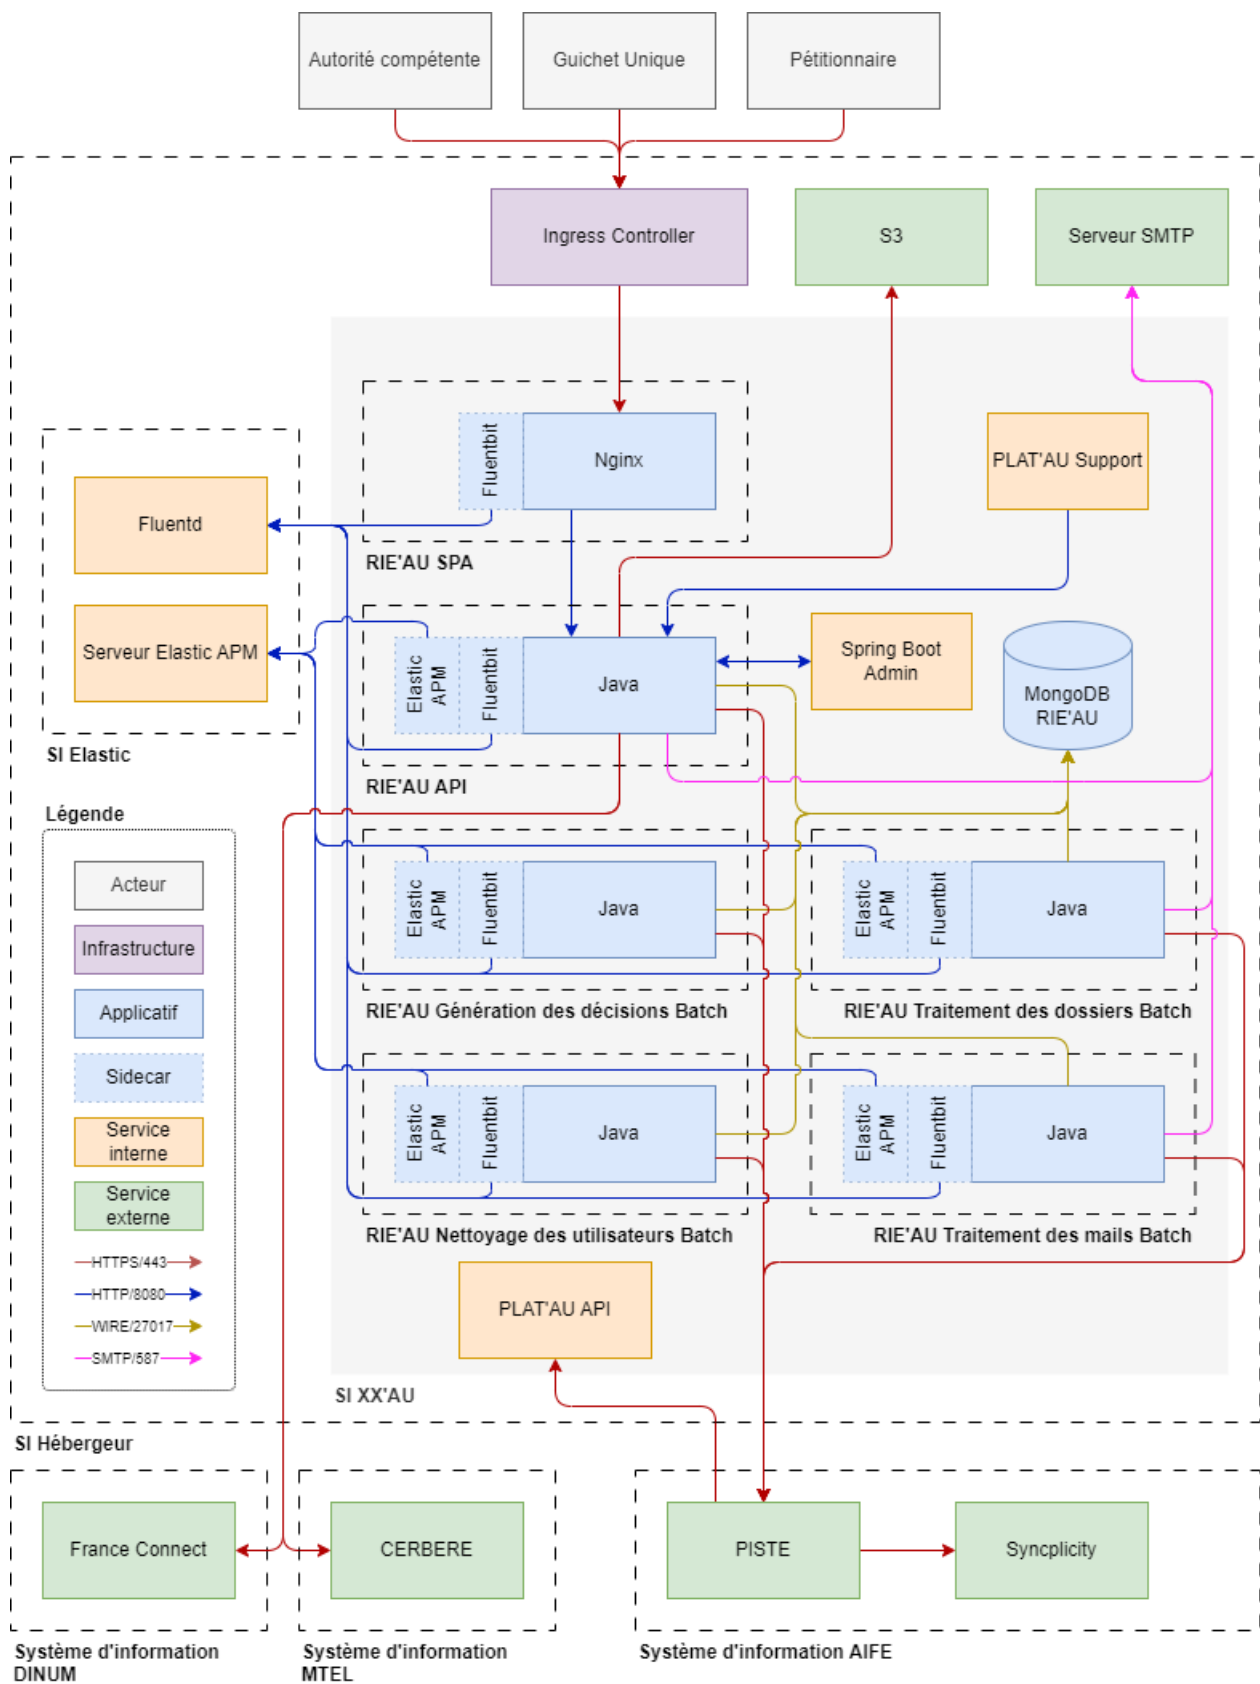 Autorité compétente
Guichet Unique
Pétitionnaire
Ingress Controller
S3
Serveur SMTP
Fluentbit
Nginx
PLAT'AU Support
RIE'AU SPA
Fluentd
Serveur Elastic APM
SI Elastic
Elastic
APM
Fluentbit
Java
Spring Boot
Admin
MongoDB
RIE'AU
RIE'AU API
Légende
Acteur
Infrastructure
Applicatif
Sidecar
Service
interne
Service
externe
HTTPS/443
HTTP/8080
WIRE/27017
SMTP/587
Elastic
APM
Fluentbit
Java
RIE'AU Génération des décisions Batch
Elastic
APM
Fluentbit
Java
RIE'AU Traitement des dossiers Batch
Elastic
APM
Fluentbit
Java
RIE'AU Nettoyage des utilisateurs Batch
Elastic
APM
Fluentbit
Java
RIE'AU Traitement des mails Batch
PLAT'AU API
SI XX'AU
SI Hébergeur
France Connect
CERBERE
PISTE
Syncplicity
Système d'information
DINUM
Système d'information
MTEL
Système d'information AIFE